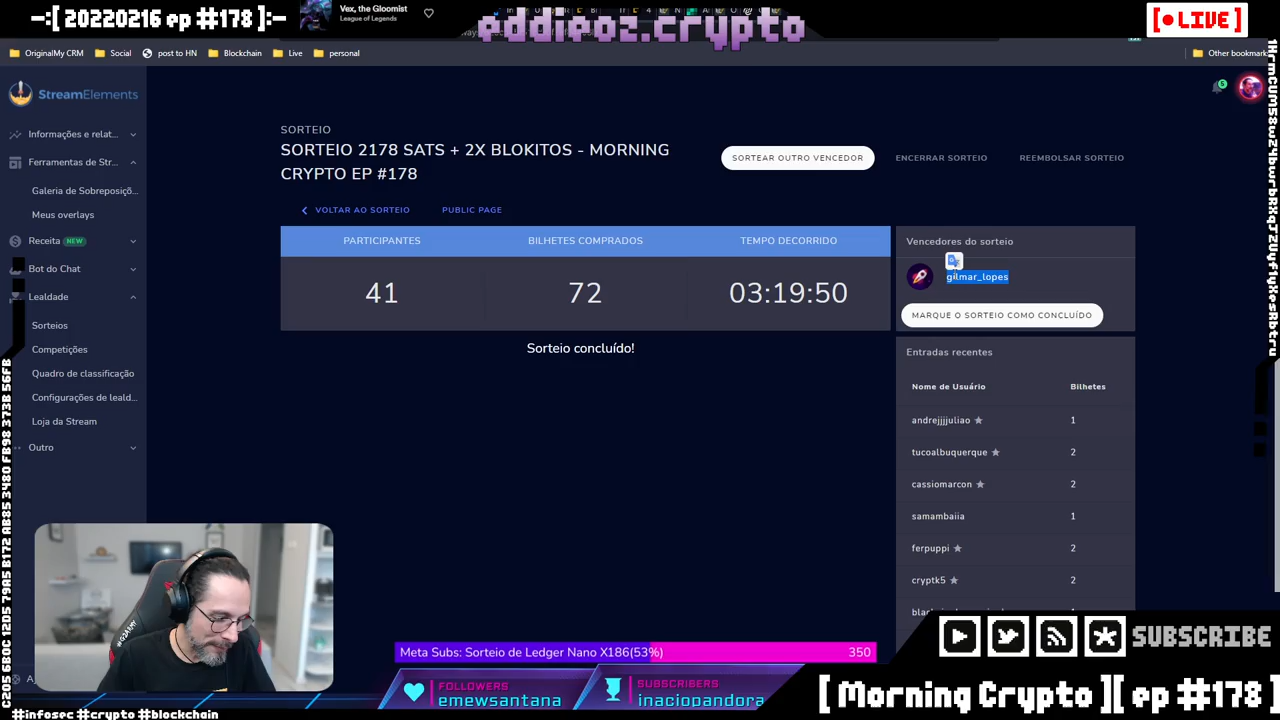 -:[ 20220216 ep #178 ]:-
Vex, the Gloomist
League of Legends
eddieoz.crypto
[ LIVE ]
OriginalMy CRM
Social
post to HN
Blockchain
Live
personal
Other bookmark
StreamElements
5
Informações e relat...
Ferramentas de Str...
Galeria de Sobreposiçõ...
Meus overlays
Receita NEW
Bot do Chat
Lealdade
Sorteios
Competições
Quadro de classificação
Configurações de leald...
Loja da Stream
Outro
SORTEIO
SORTEIO 2178 SATS + 2X BLOKITOS - MORNING
CRYPTO EP #178
SORTEAR OUTRO VENCEDOR
ENCERRAR SORTEIO
REEMBOLSAR SORTEIO
VOLTAR AO SORTEIO
PUBLIC PAGE
PARTICIPANTES
BILHETES COMPRADOS
TEMPO DECORRIDO
41
72
03:19:50
Sorteio concluído!
Vencedores do sorteio
gilmar_lopes
MARQUE O SORTEIO COMO CONCLUÍDO
Entradas recentes
Nome de Usuário Bilhetes
andrejjjjuliao 1
tucoalbuquerque 2
cassiomarcon 2
samambaiia 1
ferpuppi 2
cryptk5 2
Meta Subs: Sorteio de Ledger Nano X186(53%) 350
FOLLOWERS
emewsantana
SUBSCRIBERS
inaciopandora
SUBSCRIBE
[ Morning Crypto ][ ep #178 ]
#infosec #crypto #blockchain